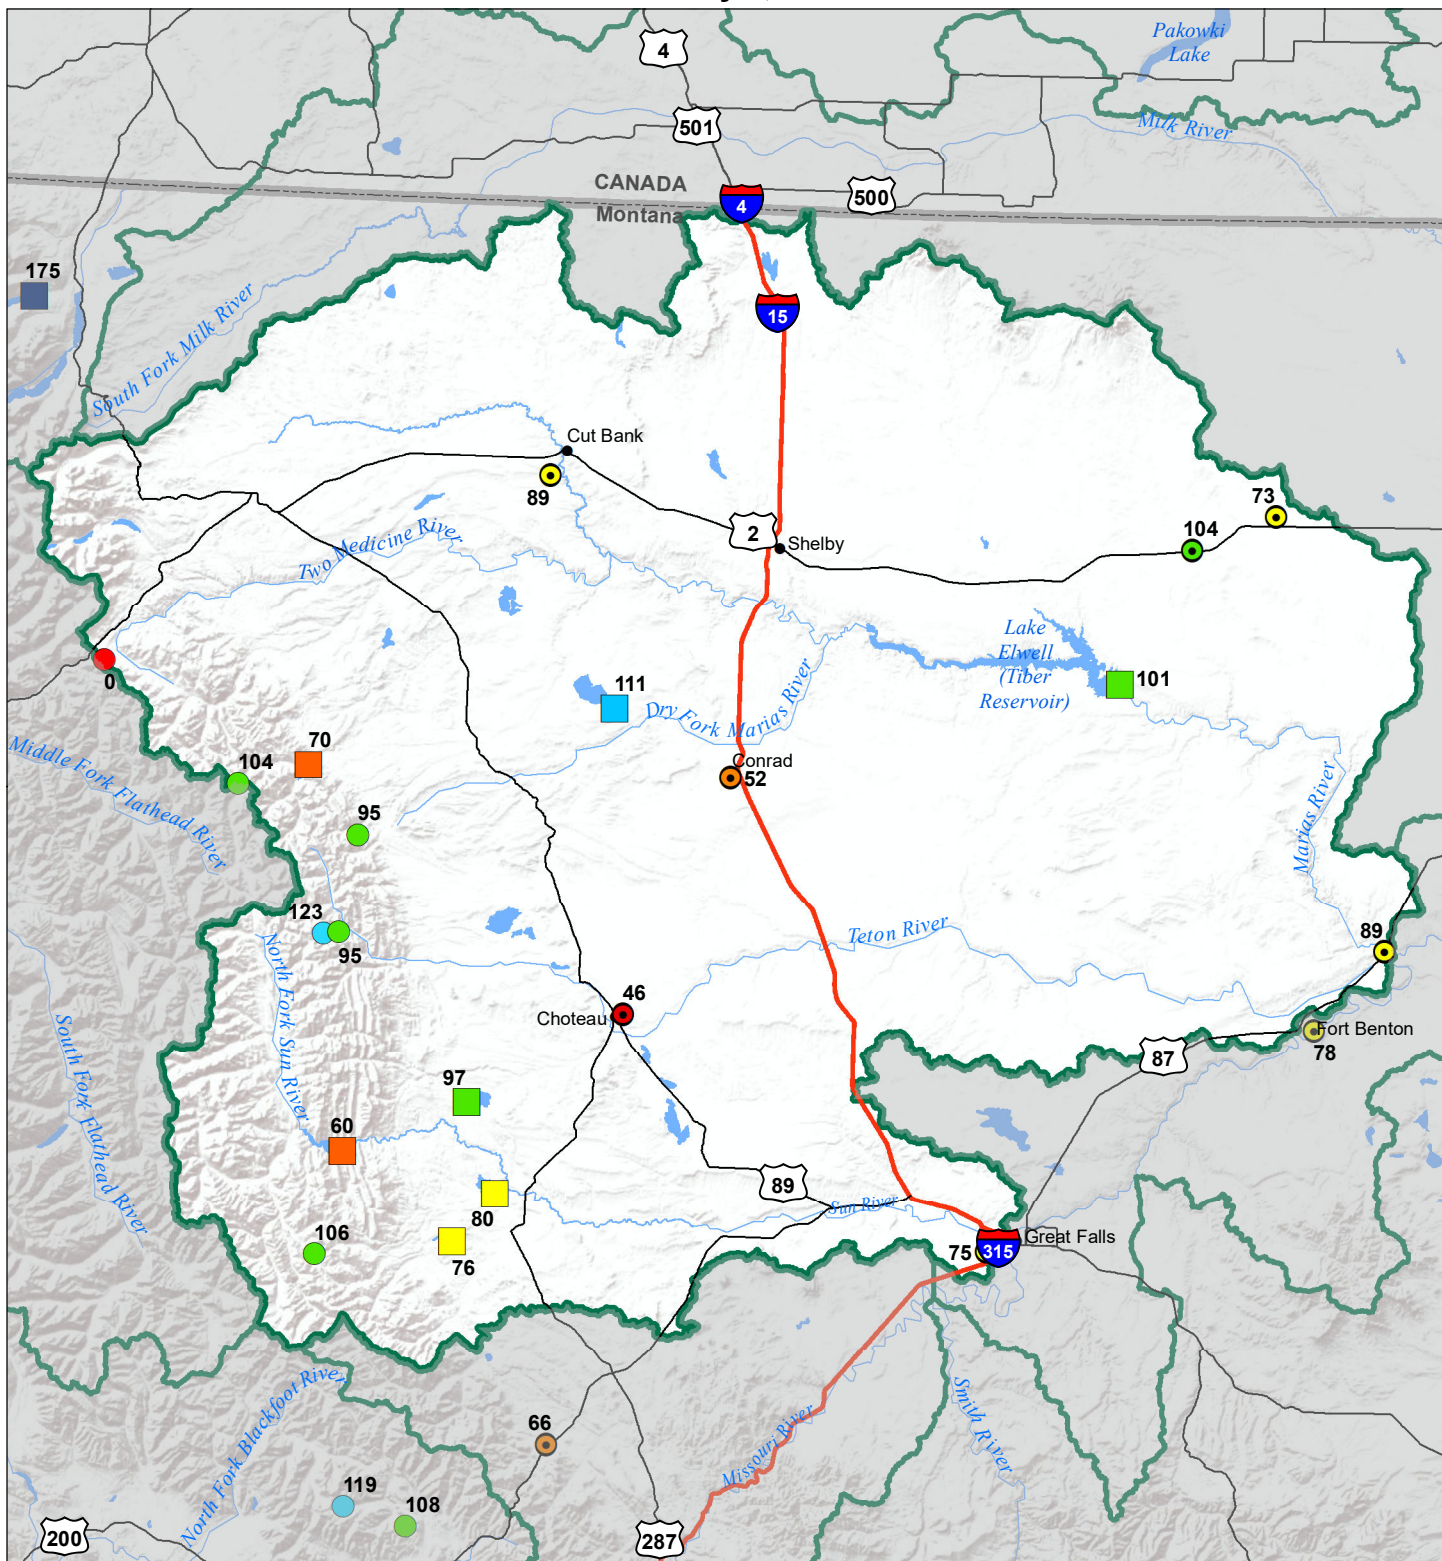 4
Pakowki
Lake
501
Milk River
CANADA
Montana
4
500
175
15
South Fork Milk River
Cut Bank
89
73
2
Shelby
104
Two Medicine River
Lake
Elwell
(Tiber
Reservoir)
101
0
111
Dry Fork Marias River
70
104
Conrad
52
Middle Fork Flathead River
95
Marias River
123
95
Teton River
89
North Fork Sun River
46
Choteau
Fort Benton
78
87
South Fork Flathead River
97
60
89
80
Sun River
76
106
75
315
Great Falls
North Fork Blackfoot River
Smith River
66
Missouri River
119
108
200
287